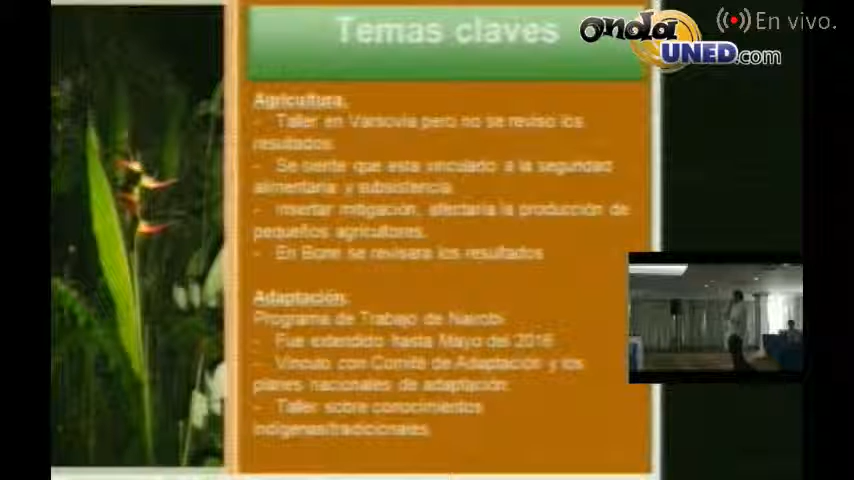 Temas claves
onda
UNED.com
En vivo.
Agricultura.
- Taller en Varsovia pero no se reviso los
resultados
- Se siente que esta vinculado a la seguridad
alimentaria y subsistencia
- Insertar mitigación, afectaría la producción de
pequeños agricultores.
- En Bonn se revisara los resultados
Adaptación:
Programa de Trabajo de Nairobi
- Fue extendido hasta Mayo del 2016
- Vinculo con Comité de Adaptación y los
planes nacionales de adaptación.
- Taller sobre conocimientos
indígenas/tradicionales